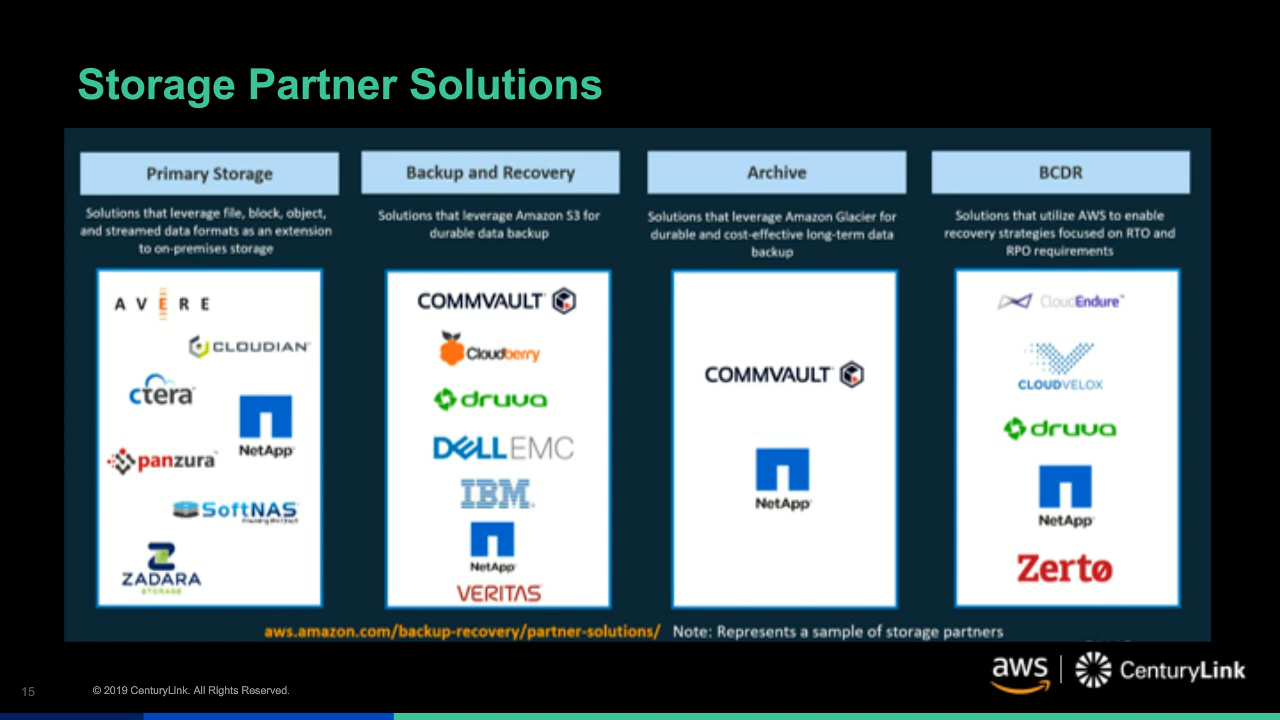 Storage Partner Solutions
Primary Storage
Solutions that leverage file, block, object,
and streamed data formats as an extension
to on-premises storage
AVERE
CLOUDIAN
ctera
NetApp
panzura
SoftNAS
ZADARA
STORAGE
Backup and Recovery
Solutions that leverage Amazon S3 for
durable data backup
COMMVAULT
Cloudberry
druva
DELLEMC
IBM
NetApp
VERITAS
Archive
Solutions that leverage Amazon Glacier for
durable and cost-effective long-term data
backup
COMMVAULT
NetApp
BCDR
Solutions that utilize AWS to enable
recovery strategies focused on RTO and
RPO requirements
CloudEndure™
CLOUDVELOX
druva
NetApp
Zerto
aws.amazon.com/backup-recovery/partner-solutions/ Note: Represents a sample of storage partners
aws CenturyLink
15 © 2019 CenturyLInk. All Rights Reserved.